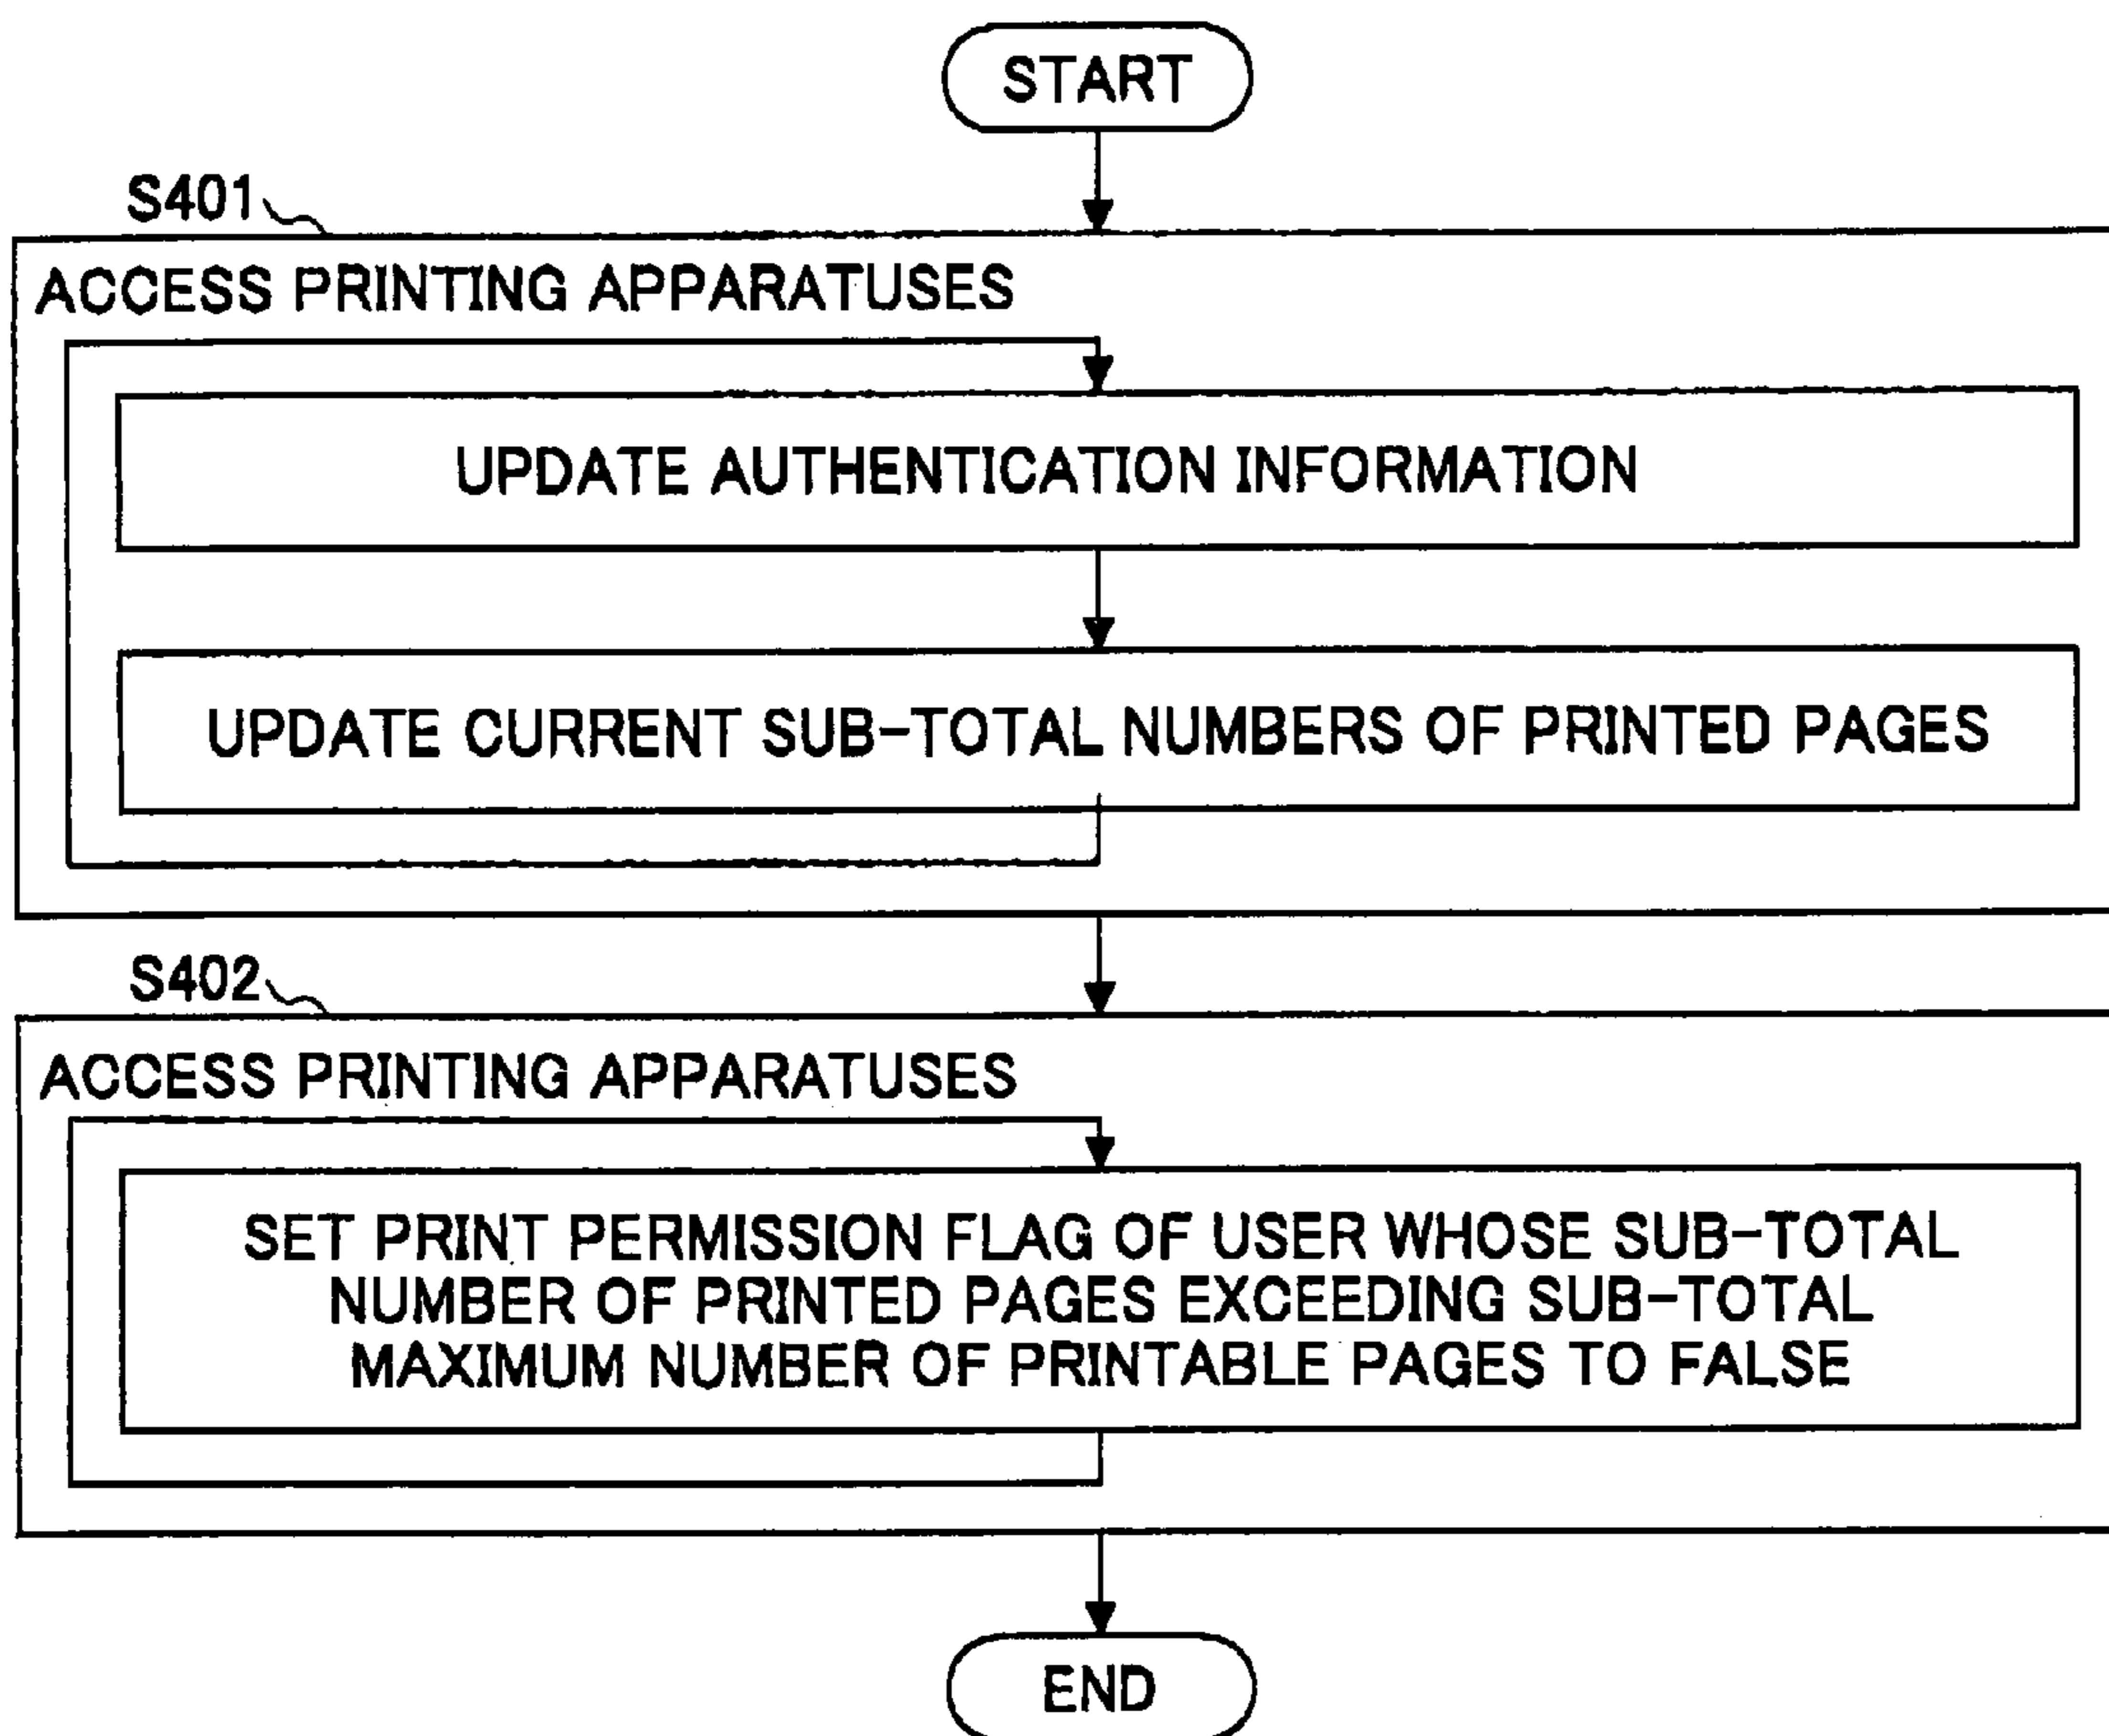 START
S401
ACCESS PRINTING APPARATUSES
UPDATE AUTHENTICATION INFORMATION
UPDATE CURRENT SUB-TOTAL NUMBERS OF PRINTED PAGES
S402
ACCESS PRINTING APPARATUSES
SET PRINT PERMISSION FLAG OF USER WHOSE SUB-TOTAL
NUMBER OF PRINTED PAGES EXCEEDING SUB-TOTAL
MAXIMUM NUMBER OF PRINTABLE PAGES TO FALSE
END